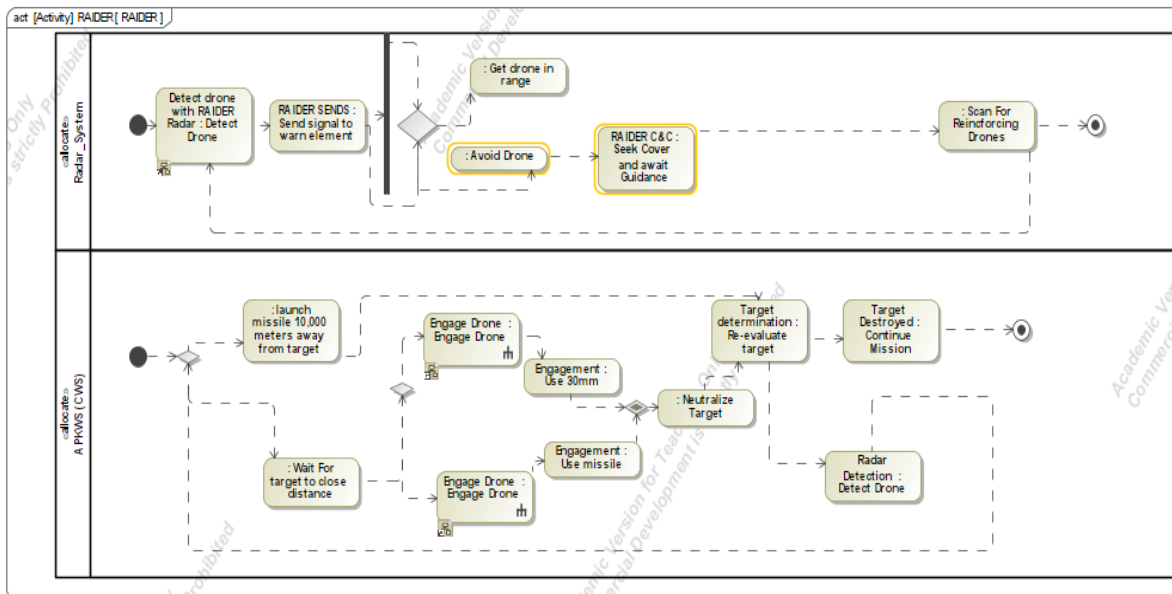 act [Activity] RAIDER[ RAIDER ]
«allocate»
Radar_System
Detect drone
with RAIDER
Radar : Detect
Drone
RAIDER SENDS :
Send signal to
warn element
: Get drone in
range
: Avoid Drone
RAIDER C&C :
Seek Cover
and await
Guidance
: Scan For
Reinforcing
Drones
«allocate»
APKWS (CWS)
: launch
missile 10,000
meters away
from target
: Wait For
target to close
distance
Engage Drone :
Engage Drone
Engagement :
Use 30mm
Engage Drone :
Engage Drone
Engagement :
Use missile
: Neutralize
Target
Target
determination :
Re-evaluate
target
Target
Destroyed :
Continue
Mission
Radar
Detection :
Detect Drone